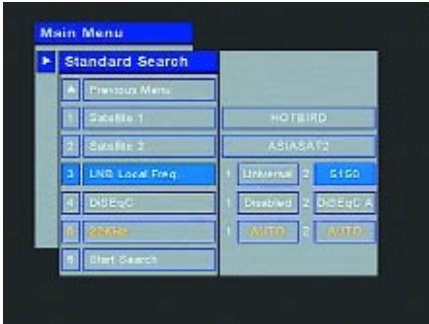 Main Menu
Standard Search
Previous Menu
1 Satellite 1 HOTBIRD
2 Satellite 2 ASIASAT2
3 LNB Local Freq. 1 Universal 2 5150
4 DiSEqC 1 Disabled 2 DiSEqC A
5 22KHz 1 AUTO 2 AUTO
6 Start Search